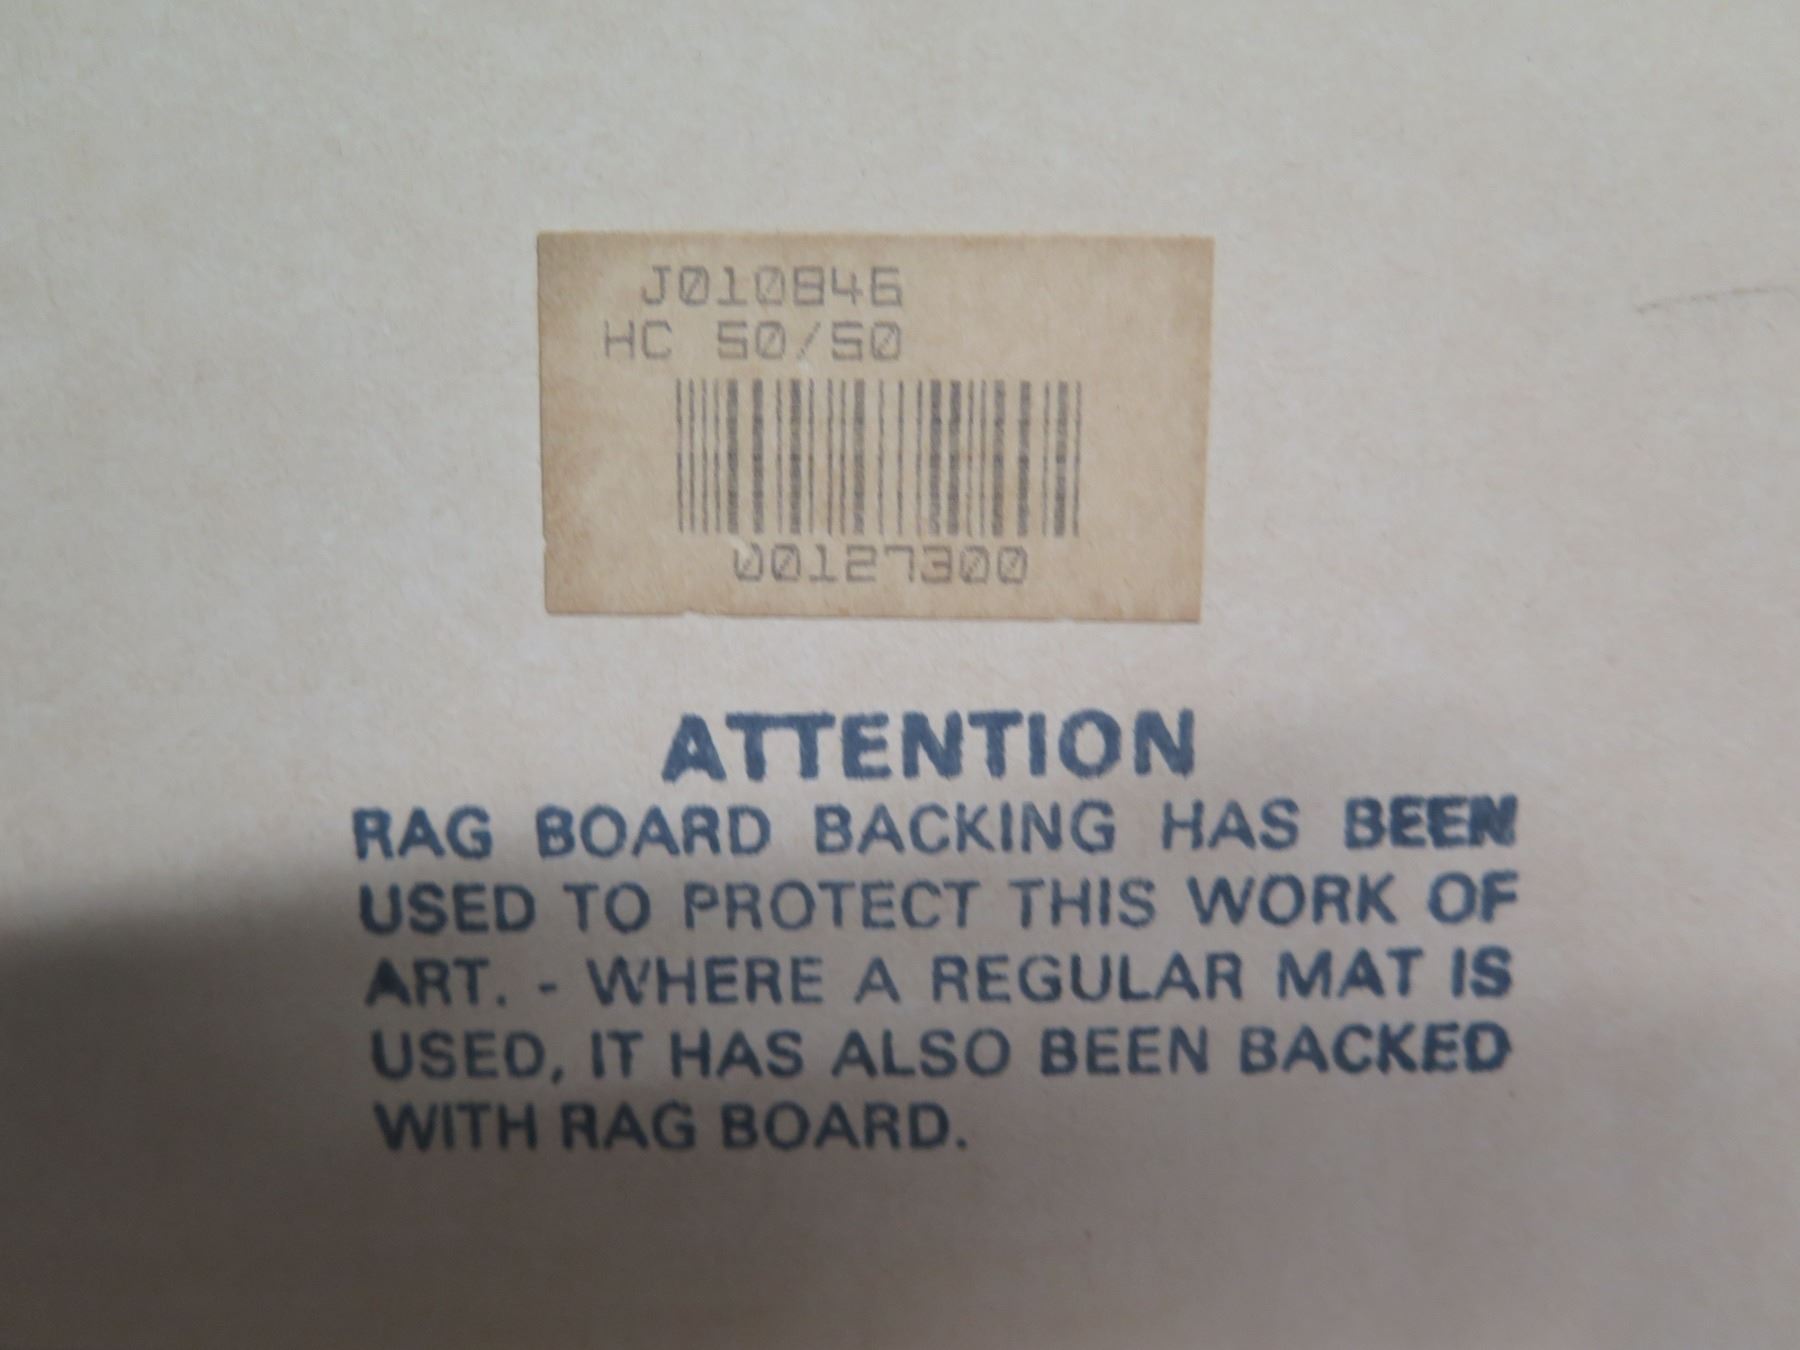 J010846
HC 50/50
00127300
ATTENTION
RAG BOARD BACKING HAS BEEN
USED TO PROTECT THIS WORK OF
ART. - WHERE A REGULAR MAT IS
USED, IT HAS ALSO BEEN BACKED
WITH RAG BOARD.